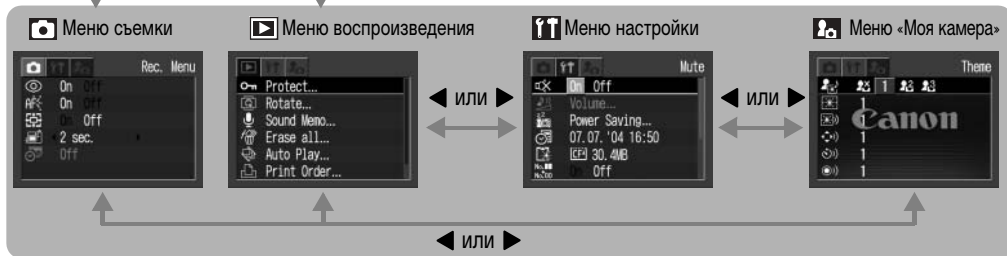 Меню съемки
Меню воспроизведения
Меню настройки
Меню «Моя камера»
Rec. Menu
On Off
On Off
On Off
2 sec.
Off
Protect...
Rotate...
Sound Memo...
Erase all...
Auto Play...
Print Order...
Mute
On Off
Volume...
Power Saving...
07.07.'04 16:50
CF 30.4MB
On Off
Theme
1 2 3
1
1
1
1
1
Canon
или
или
или